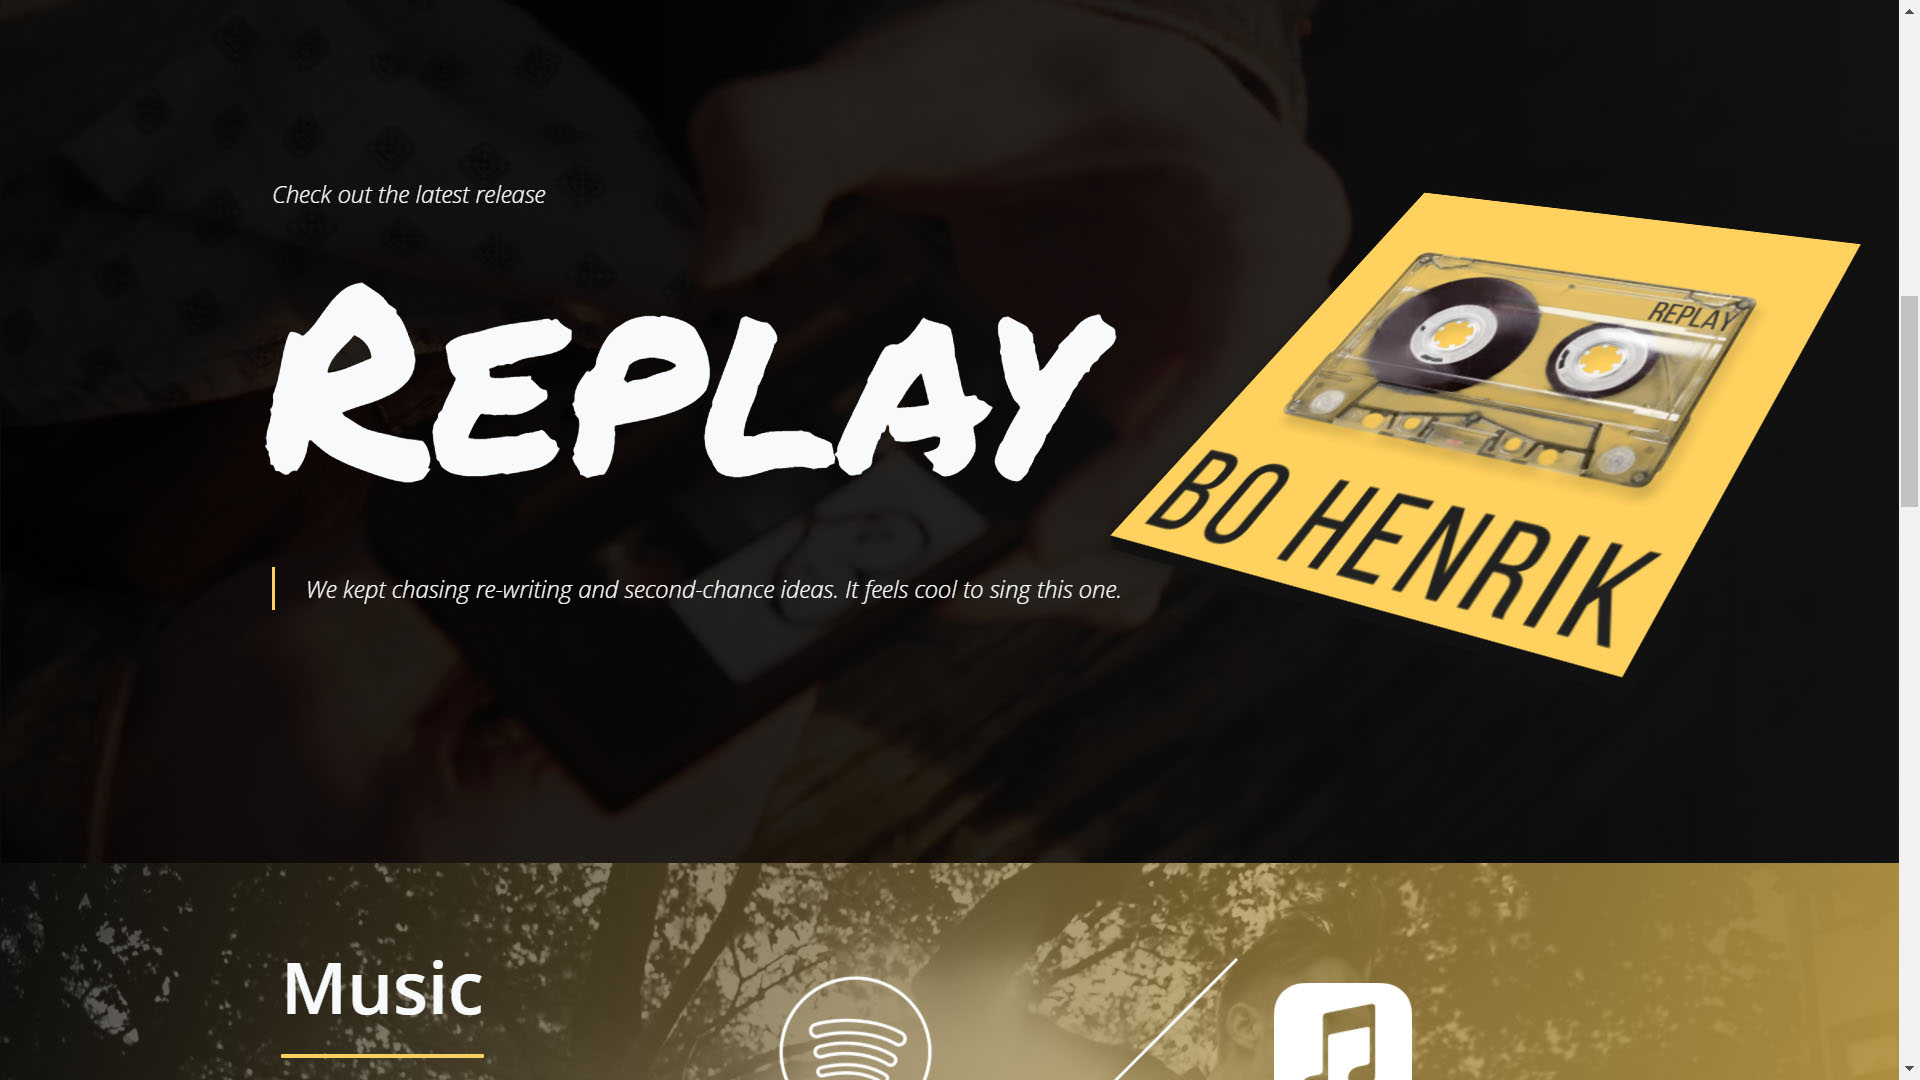 Check out the latest release
REPLAY
REPLAY
BO HENRIK
We kept chasing re-writing and second-chance ideas. It feels cool to sing this one.
Music